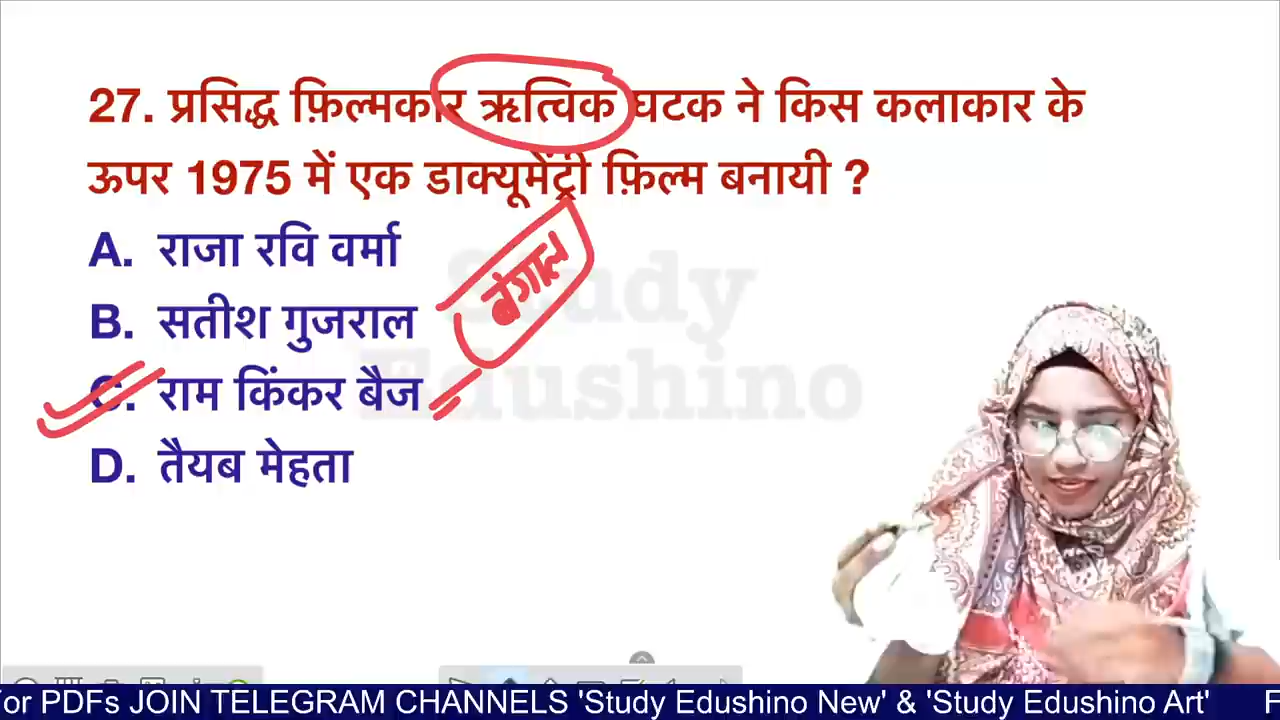 27. प्रसिद्ध फ़िल्मकार ऋत्विक घटक ने किस कलाकार के
ऊपर 1975 में एक डाक्यूमेंट्री फ़िल्म बनायी ?
A. राजा रवि वर्मा
B. सतीश गुजराल
बंगाल
C. राम किंकर बैज
D. तैयब मेहता
Study
Edushino
or PDFs JOIN TELEGRAM CHANNELS 'Study Edushino New' & 'Study Edushino Art' F